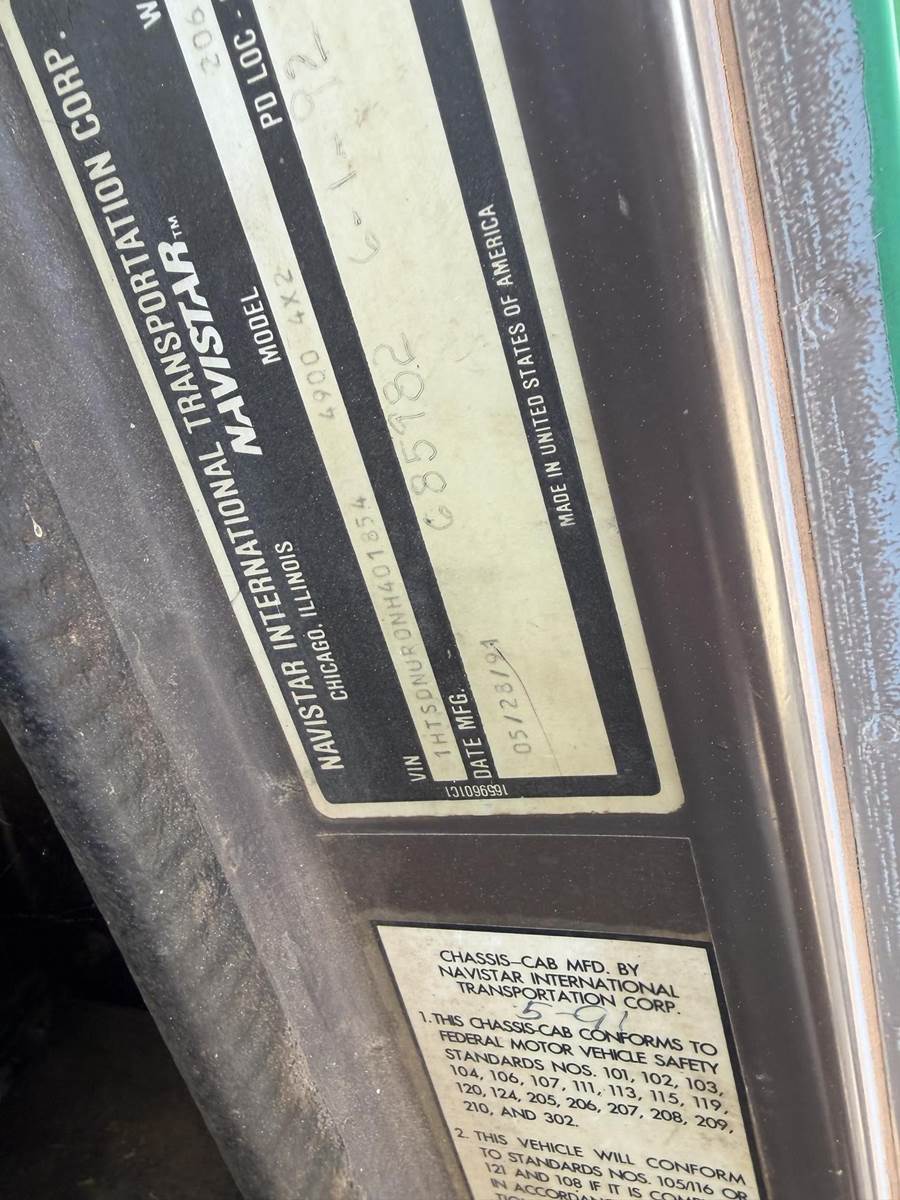 NAVISTAR INTERNATIONAL TRANSPORTATION CORP.
CHICAGO, ILLINOIS
NAVISTAR™
VIN
MODEL
W
1HTSDNUR0NH401854
4900 4X2
206
DATE MFG.
PD LOC -
05/28/91
685782
6-1-92
MADE IN UNITED STATES OF AMERICA
1659601C1
CHASSIS-CAB MFD. BY
NAVISTAR INTERNATIONAL
TRANSPORTATION CORP.
5-91
1. THIS CHASSIS-CAB CONFORMS TO
FEDERAL MOTOR VEHICLE SAFETY
STANDARDS NOS. 101, 102, 103,
104, 106, 107, 111, 113, 115, 119,
120, 124, 205, 206, 207, 208, 209,
210, AND 302.
2. THIS VEHICLE WILL CONFORM
TO STANDARDS NOS. 105/116 OR
121 AND 108 IF IT IS